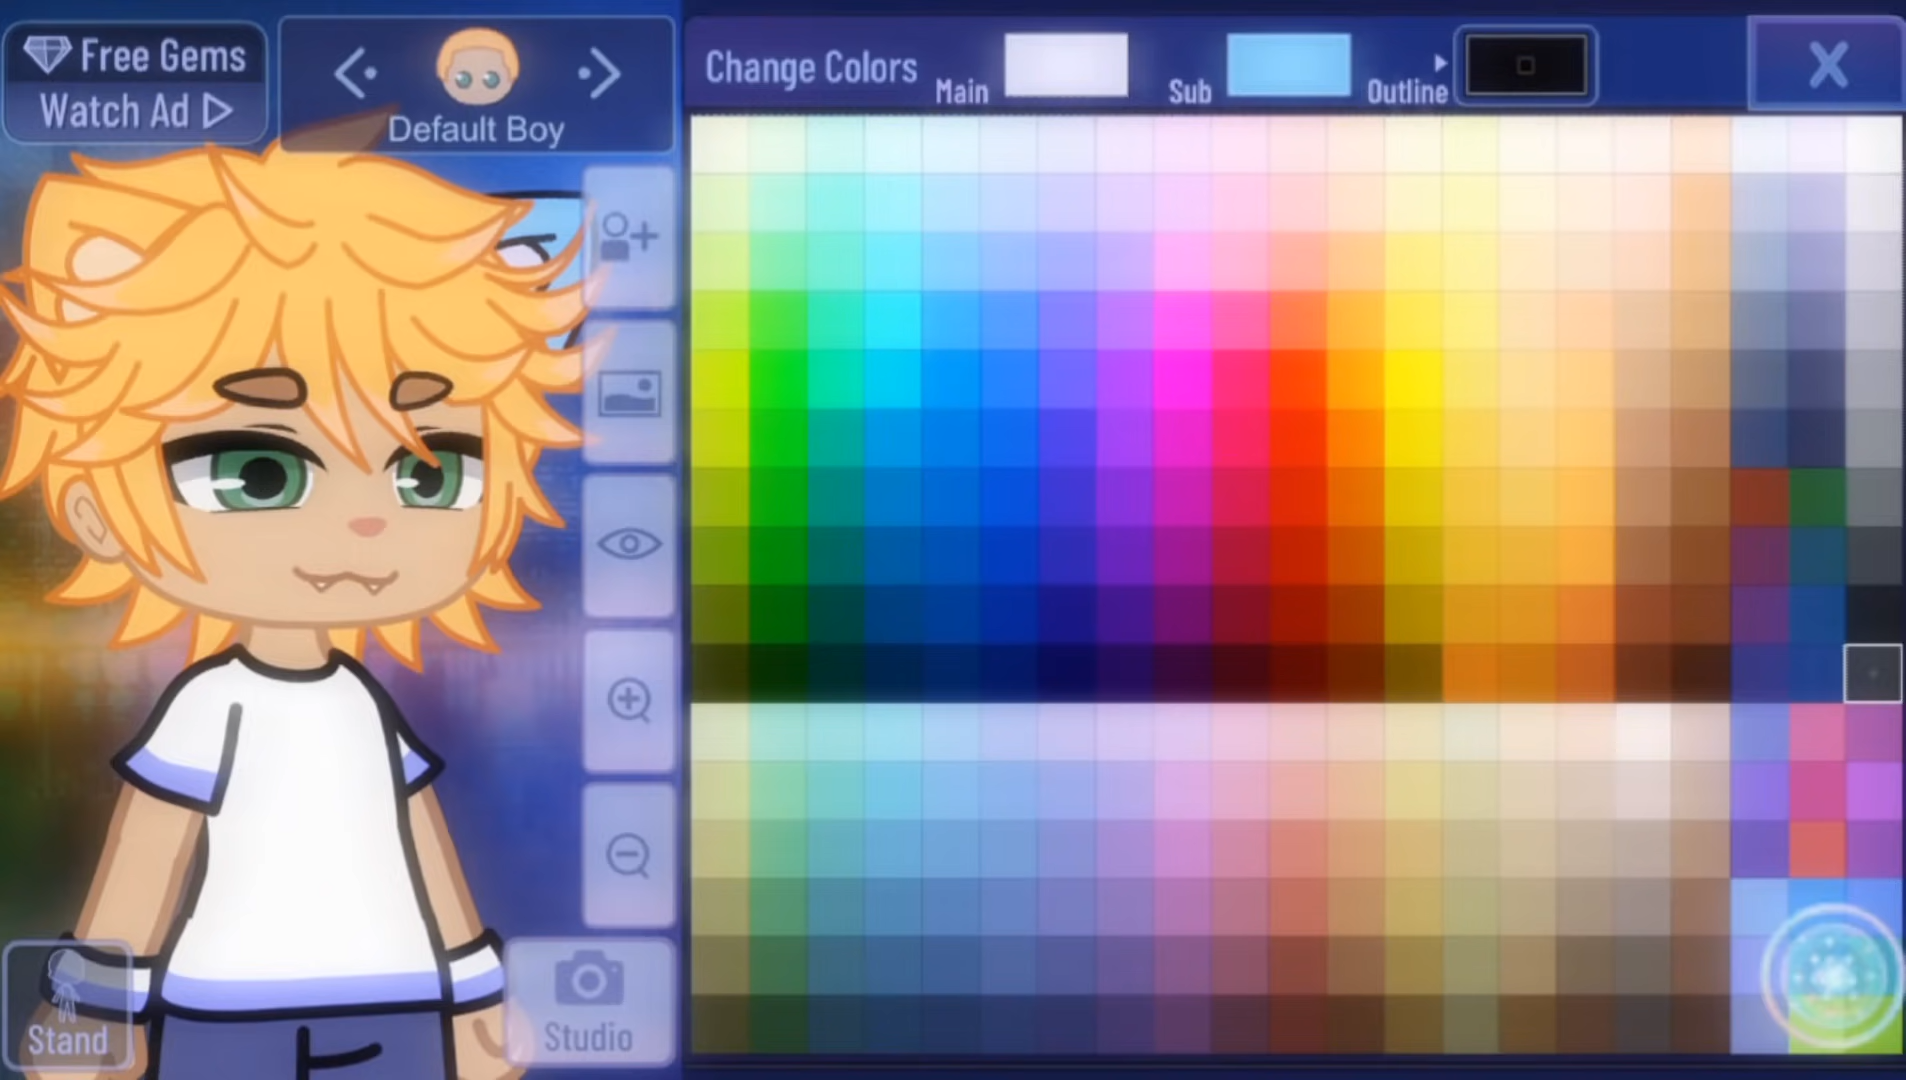 Free Gems
Watch Ad
Default Boy
Change Colors
Main
Sub
Outline
X
Stand
Studio